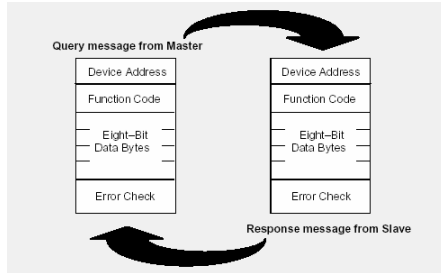 Query message from Master
Device Address
Function Code
Eight–Bit
Data Bytes
Error Check
Device Address
Function Code
Eight–Bit
Data Bytes
Error Check
Response message from Slave